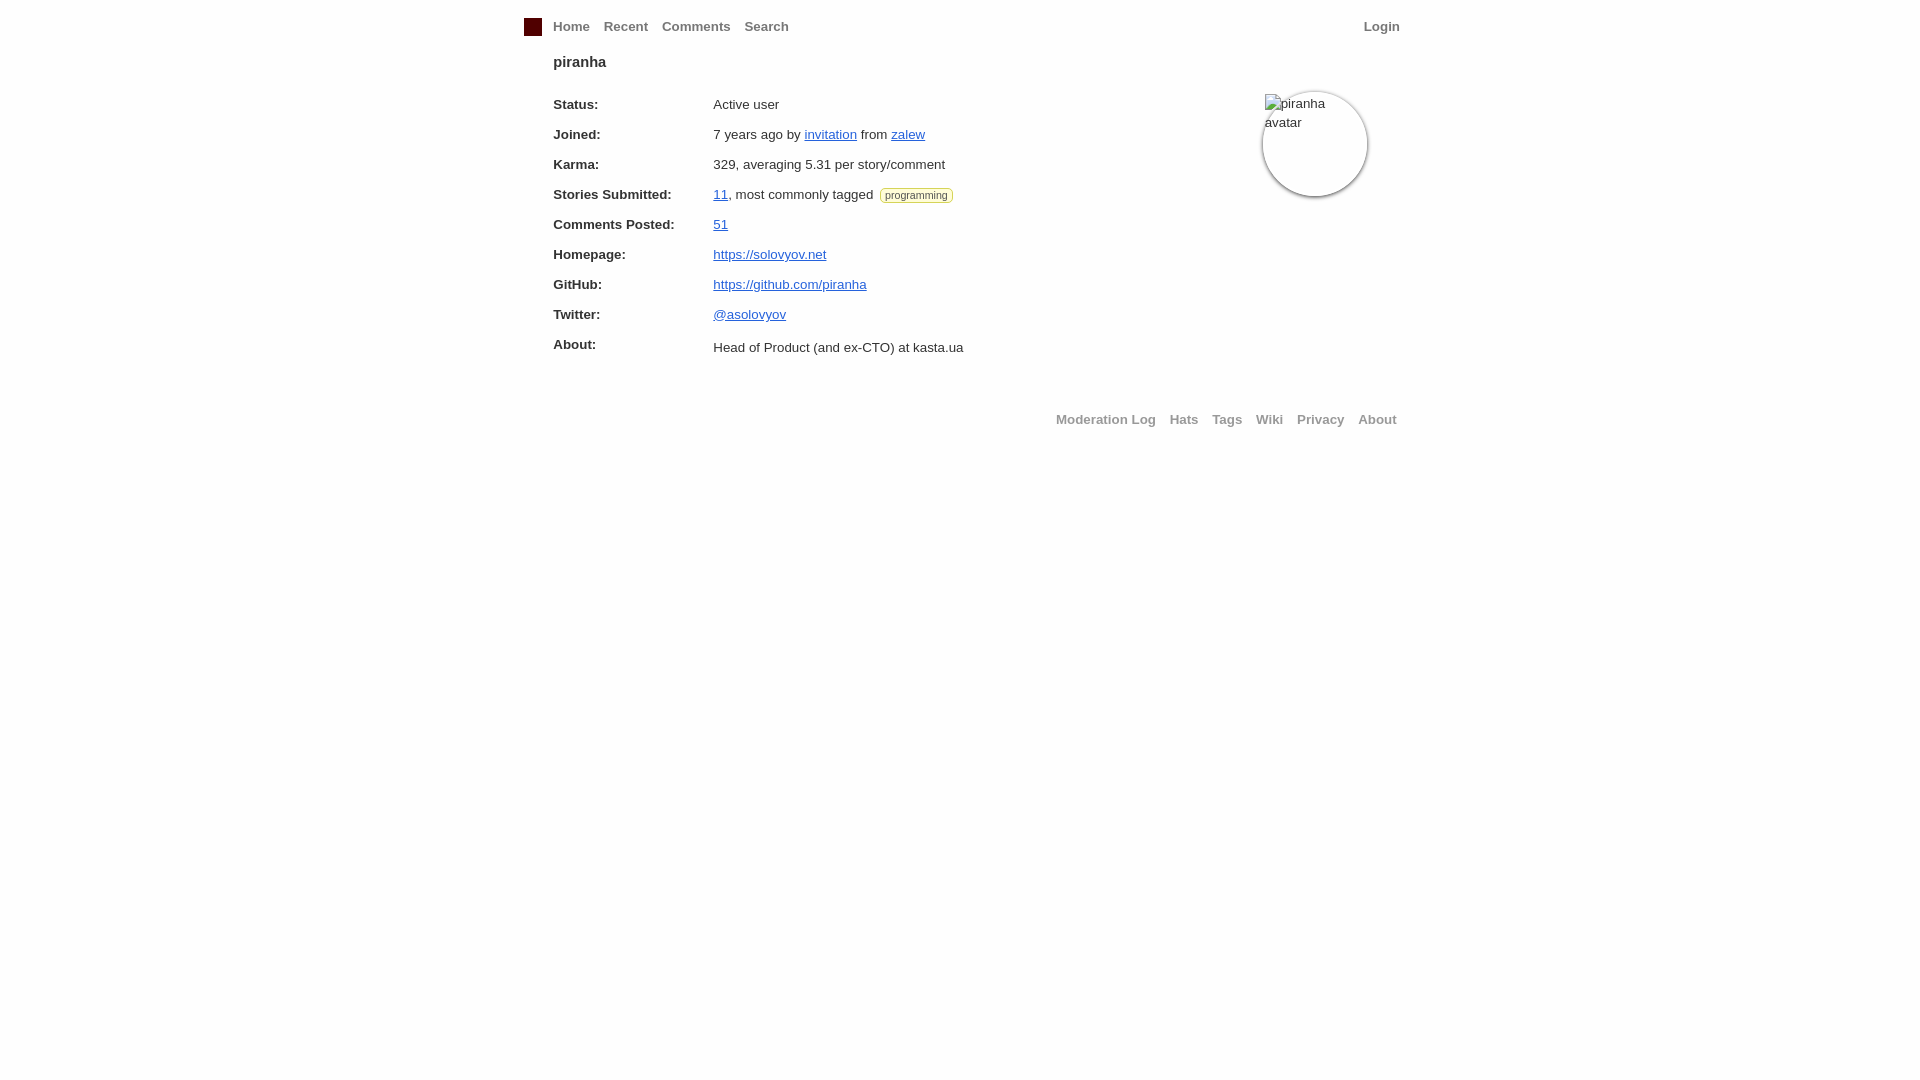 Home Recent Comments Search Login
piranha
Status: Active user
Joined: 7 years ago by invitation from zalew
Karma: 329, averaging 5.31 per story/comment
Stories Submitted: 11, most commonly tagged programming
Comments Posted: 51
Homepage: https://solovyov.net
GitHub: https://github.com/piranha
Twitter: @asolovyov
About: Head of Product (and ex-CTO) at kasta.ua
piranha
avatar
Moderation Log Hats Tags Wiki Privacy About